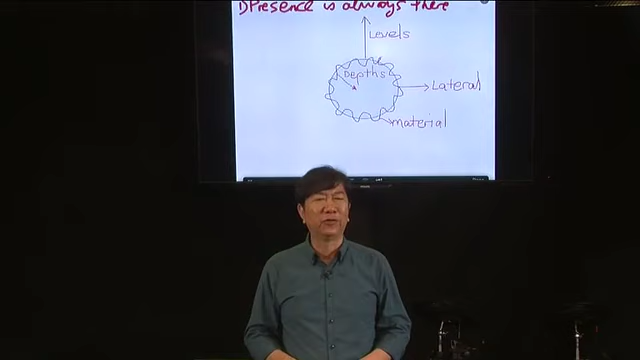 1) Presence is always there
Levels
Depths
Lateral
material